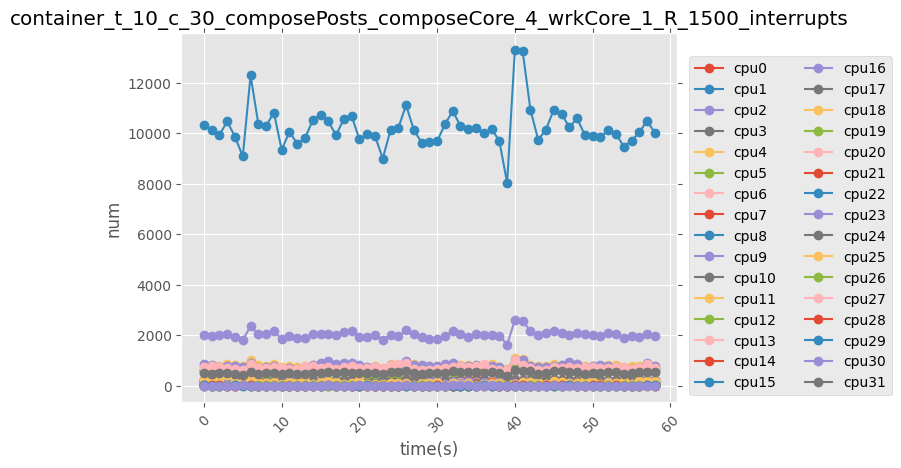 container_t_10_c_30_composePosts_composeCore_4_wrkCore_1_R_1500_interrupts
12000
10000
8000
6000
4000
2000
0
num
0 10 20 30 40 50 60
time(s)
cpu0 cpu16
cpu1 cpu17
cpu2 cpu18
cpu3 cpu19
cpu4 cpu20
cpu5 cpu21
cpu6 cpu22
cpu7 cpu23
cpu8 cpu24
cpu9 cpu25
cpu10 cpu26
cpu11 cpu27
cpu12 cpu28
cpu13 cpu29
cpu14 cpu30
cpu15 cpu31